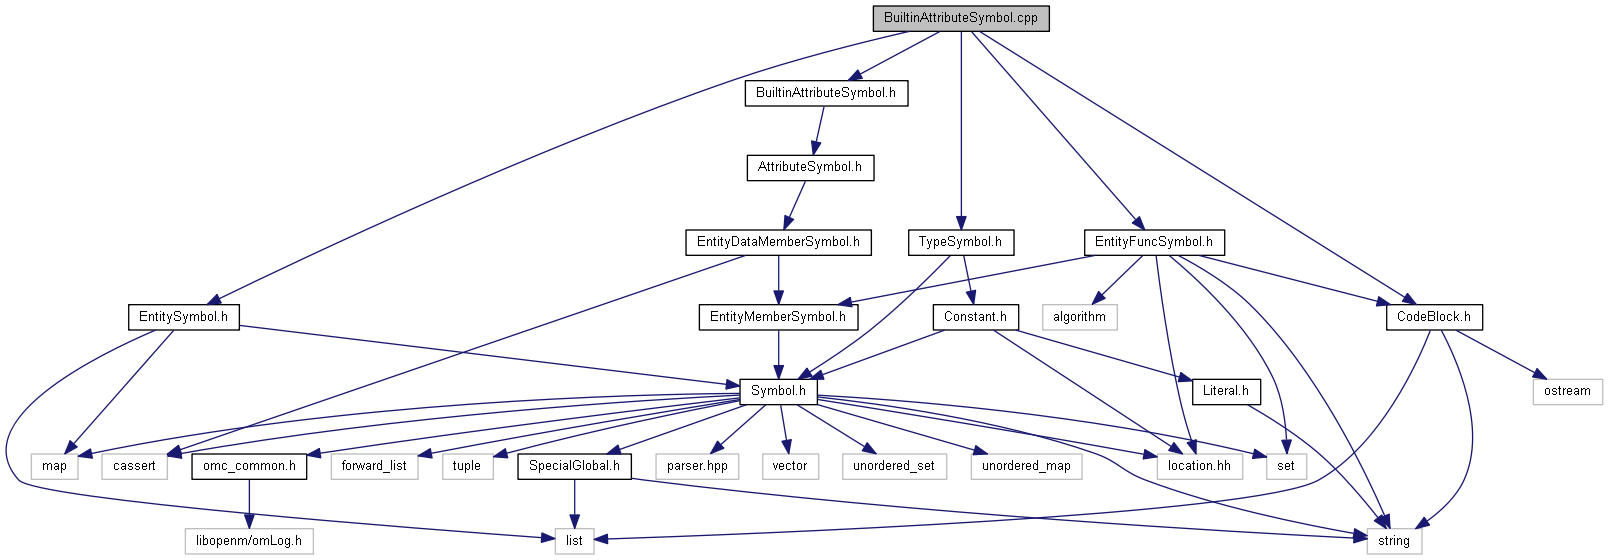 BuiltinAttributeSymbol.cpp
BuiltinAttributeSymbol.h
AttributeSymbol.h
EntityDataMemberSymbol.h
TypeSymbol.h
EntityFuncSymbol.h
EntitySymbol.h
EntityMemberSymbol.h
Constant.h
algorithm
CodeBlock.h
Symbol.h
Literal.h
ostream
map
cassert
omc_common.h
forward_list
tuple
SpecialGlobal.h
parser.hpp
vector
unordered_set
unordered_map
location.hh
set
libopenm/omLog.h
list
string